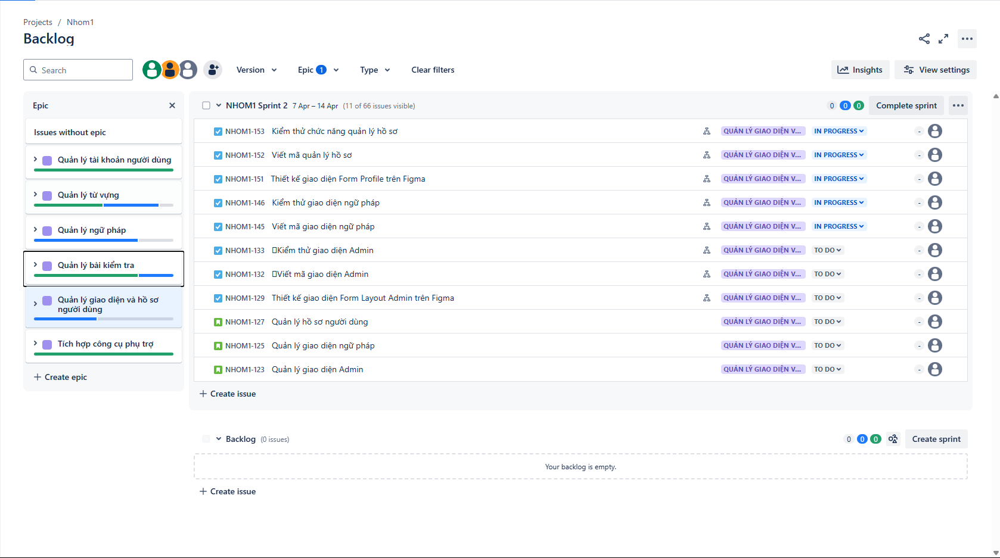 Projects / Nhom1
Backlog
Search
Version
Epic 1
Type
Clear filters
Insights
View settings
Epic
Issues without epic
Quản lý tài khoản người dùng
Quản lý từ vựng
Quản lý ngữ pháp
Quản lý bài kiểm tra
Quản lý giao diện và hồ sơ
người dùng
Tích hợp công cụ phụ trợ
Create epic
NHOM1 Sprint 2 7 Apr – 14 Apr (11 of 66 issues visible) 0 0 0 Complete sprint
NHOM1-153 Kiểm thử chức năng quản lý hồ sơ QUẢN LÝ GIAO DIỆN V... IN PROGRESS -
NHOM1-152 Viết mã quản lý hồ sơ QUẢN LÝ GIAO DIỆN V... IN PROGRESS -
NHOM1-151 Thiết kế giao diện Form Profile trên Figma QUẢN LÝ GIAO DIỆN V... IN PROGRESS -
NHOM1-146 Kiểm thử giao diện ngữ pháp QUẢN LÝ GIAO DIỆN V... IN PROGRESS -
NHOM1-145 Viết mã giao diện ngữ pháp QUẢN LÝ GIAO DIỆN V... IN PROGRESS -
NHOM1-133 Kiểm thử giao diện Admin QUẢN LÝ GIAO DIỆN V... TO DO -
NHOM1-132 Viết mã giao diện Admin QUẢN LÝ GIAO DIỆN V... TO DO -
NHOM1-129 Thiết kế giao diện Form Layout Admin trên Figma QUẢN LÝ GIAO DIỆN V... TO DO -
NHOM1-127 Quản lý hồ sơ người dùng QUẢN LÝ GIAO DIỆN V... TO DO -
NHOM1-125 Quản lý giao diện ngữ pháp QUẢN LÝ GIAO DIỆN V... TO DO -
NHOM1-123 Quản lý giao diện Admin QUẢN LÝ GIAO DIỆN V... TO DO -
Create issue
Backlog (0 issues) 0 0 0 Create sprint
Your backlog is empty.
Create issue